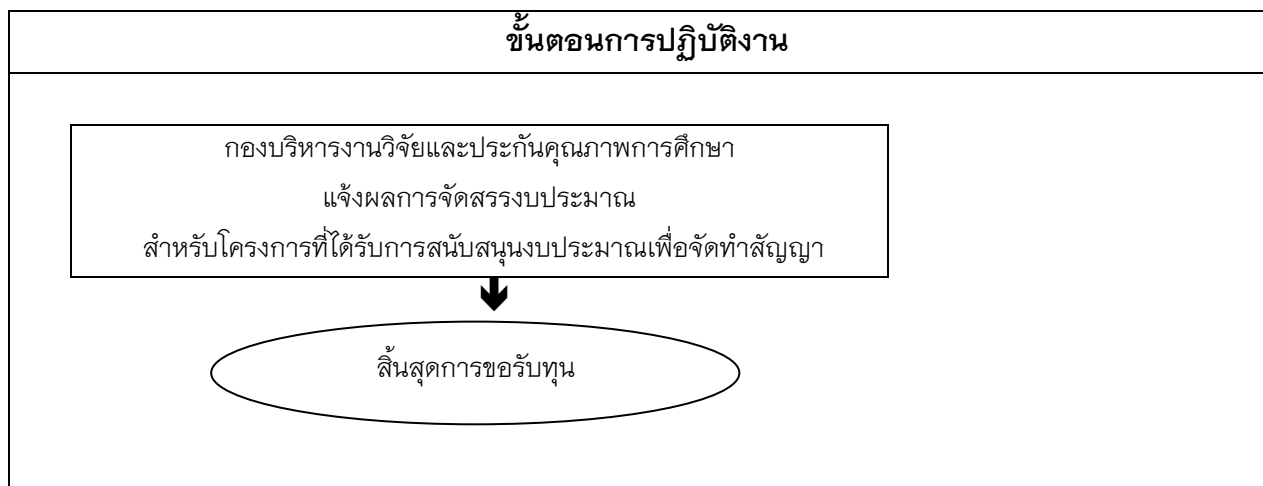 ขั้นตอนการปฏิบัติงาน
กองบริหารงานวิจัยและประกันคุณภาพการศึกษา
แจ้งผลการจัดสรรงบประมาณ
สำหรับโครงการที่ได้รับการสนับสนุนงบประมาณเพื่อจัดทำสัญญา
สิ้นสุดการขอรับทุน